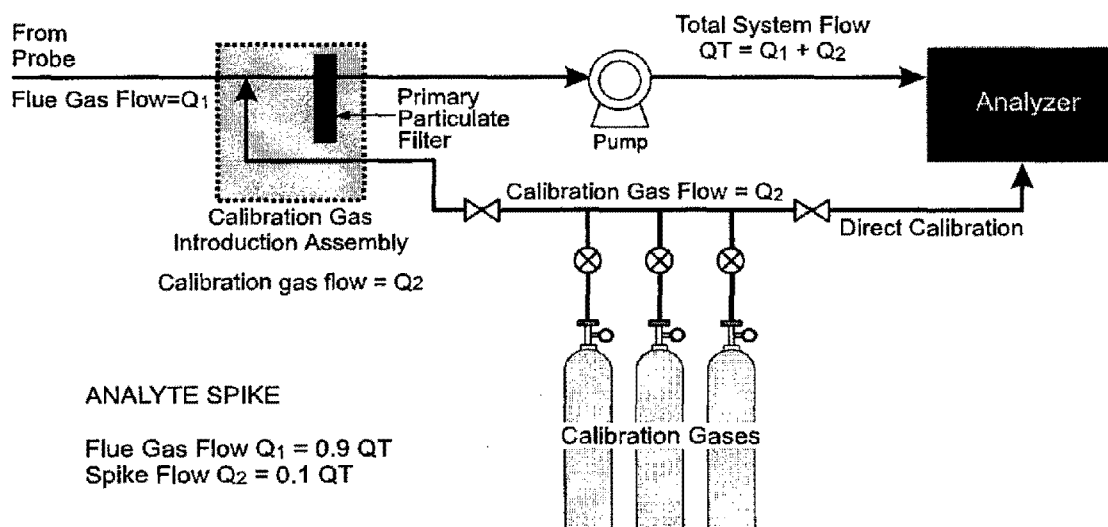 From
Probe
Flue Gas Flow=Q₁
Total System Flow
QT = Q₁ + Q₂
Analyzer
Primary
Particulate
Filter
Pump
Calibration Gas Flow = Q₂
Direct Calibration
Calibration Gas
Introduction Assembly
Calibration gas flow = Q₂
ANALYTE SPIKE
Flue Gas Flow Q₁ = 0.9 QT
Spike Flow Q₂ = 0.1 QT
Calibration Gases